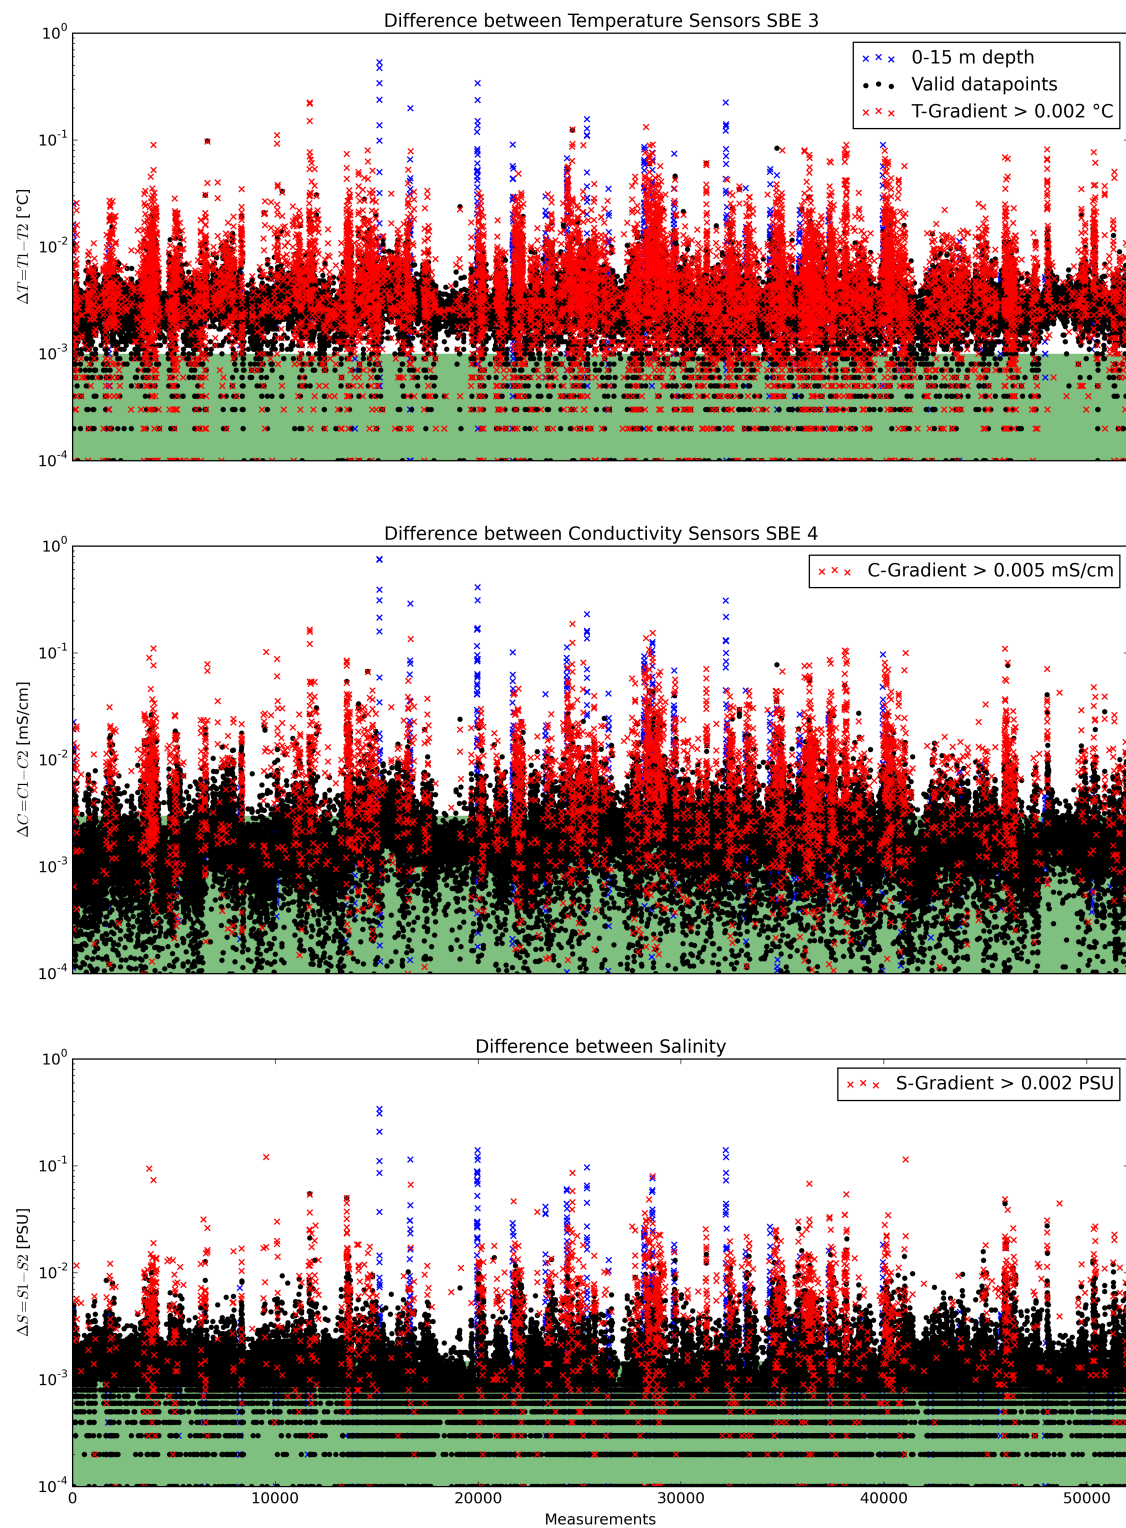 Difference between Temperature Sensors SBE 3
10^0
10^-1
10^-2
10^-3
10^-4
ΔT=T1−T2 [°C]
0-15 m depth
Valid datapoints
T-Gradient > 0.002 °C
Difference between Conductivity Sensors SBE 4
10^0
10^-1
10^-2
10^-3
10^-4
ΔC=C1−C2 [mS/cm]
C-Gradient > 0.005 mS/cm
Difference between Salinity
10^0
10^-1
10^-2
10^-3
10^-4
ΔS=S1−S2 [PSU]
S-Gradient > 0.002 PSU
0 10000 20000 30000 40000 50000
Measurements